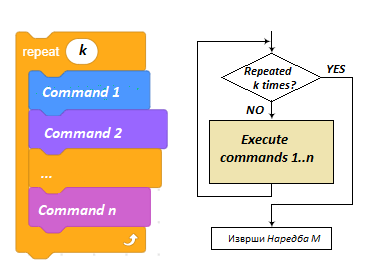 repeat k
Command 1
Command 2
...
Command n
Repeated
k times?
YES
NO
Execute
commands 1..n
Изврши Наредба М